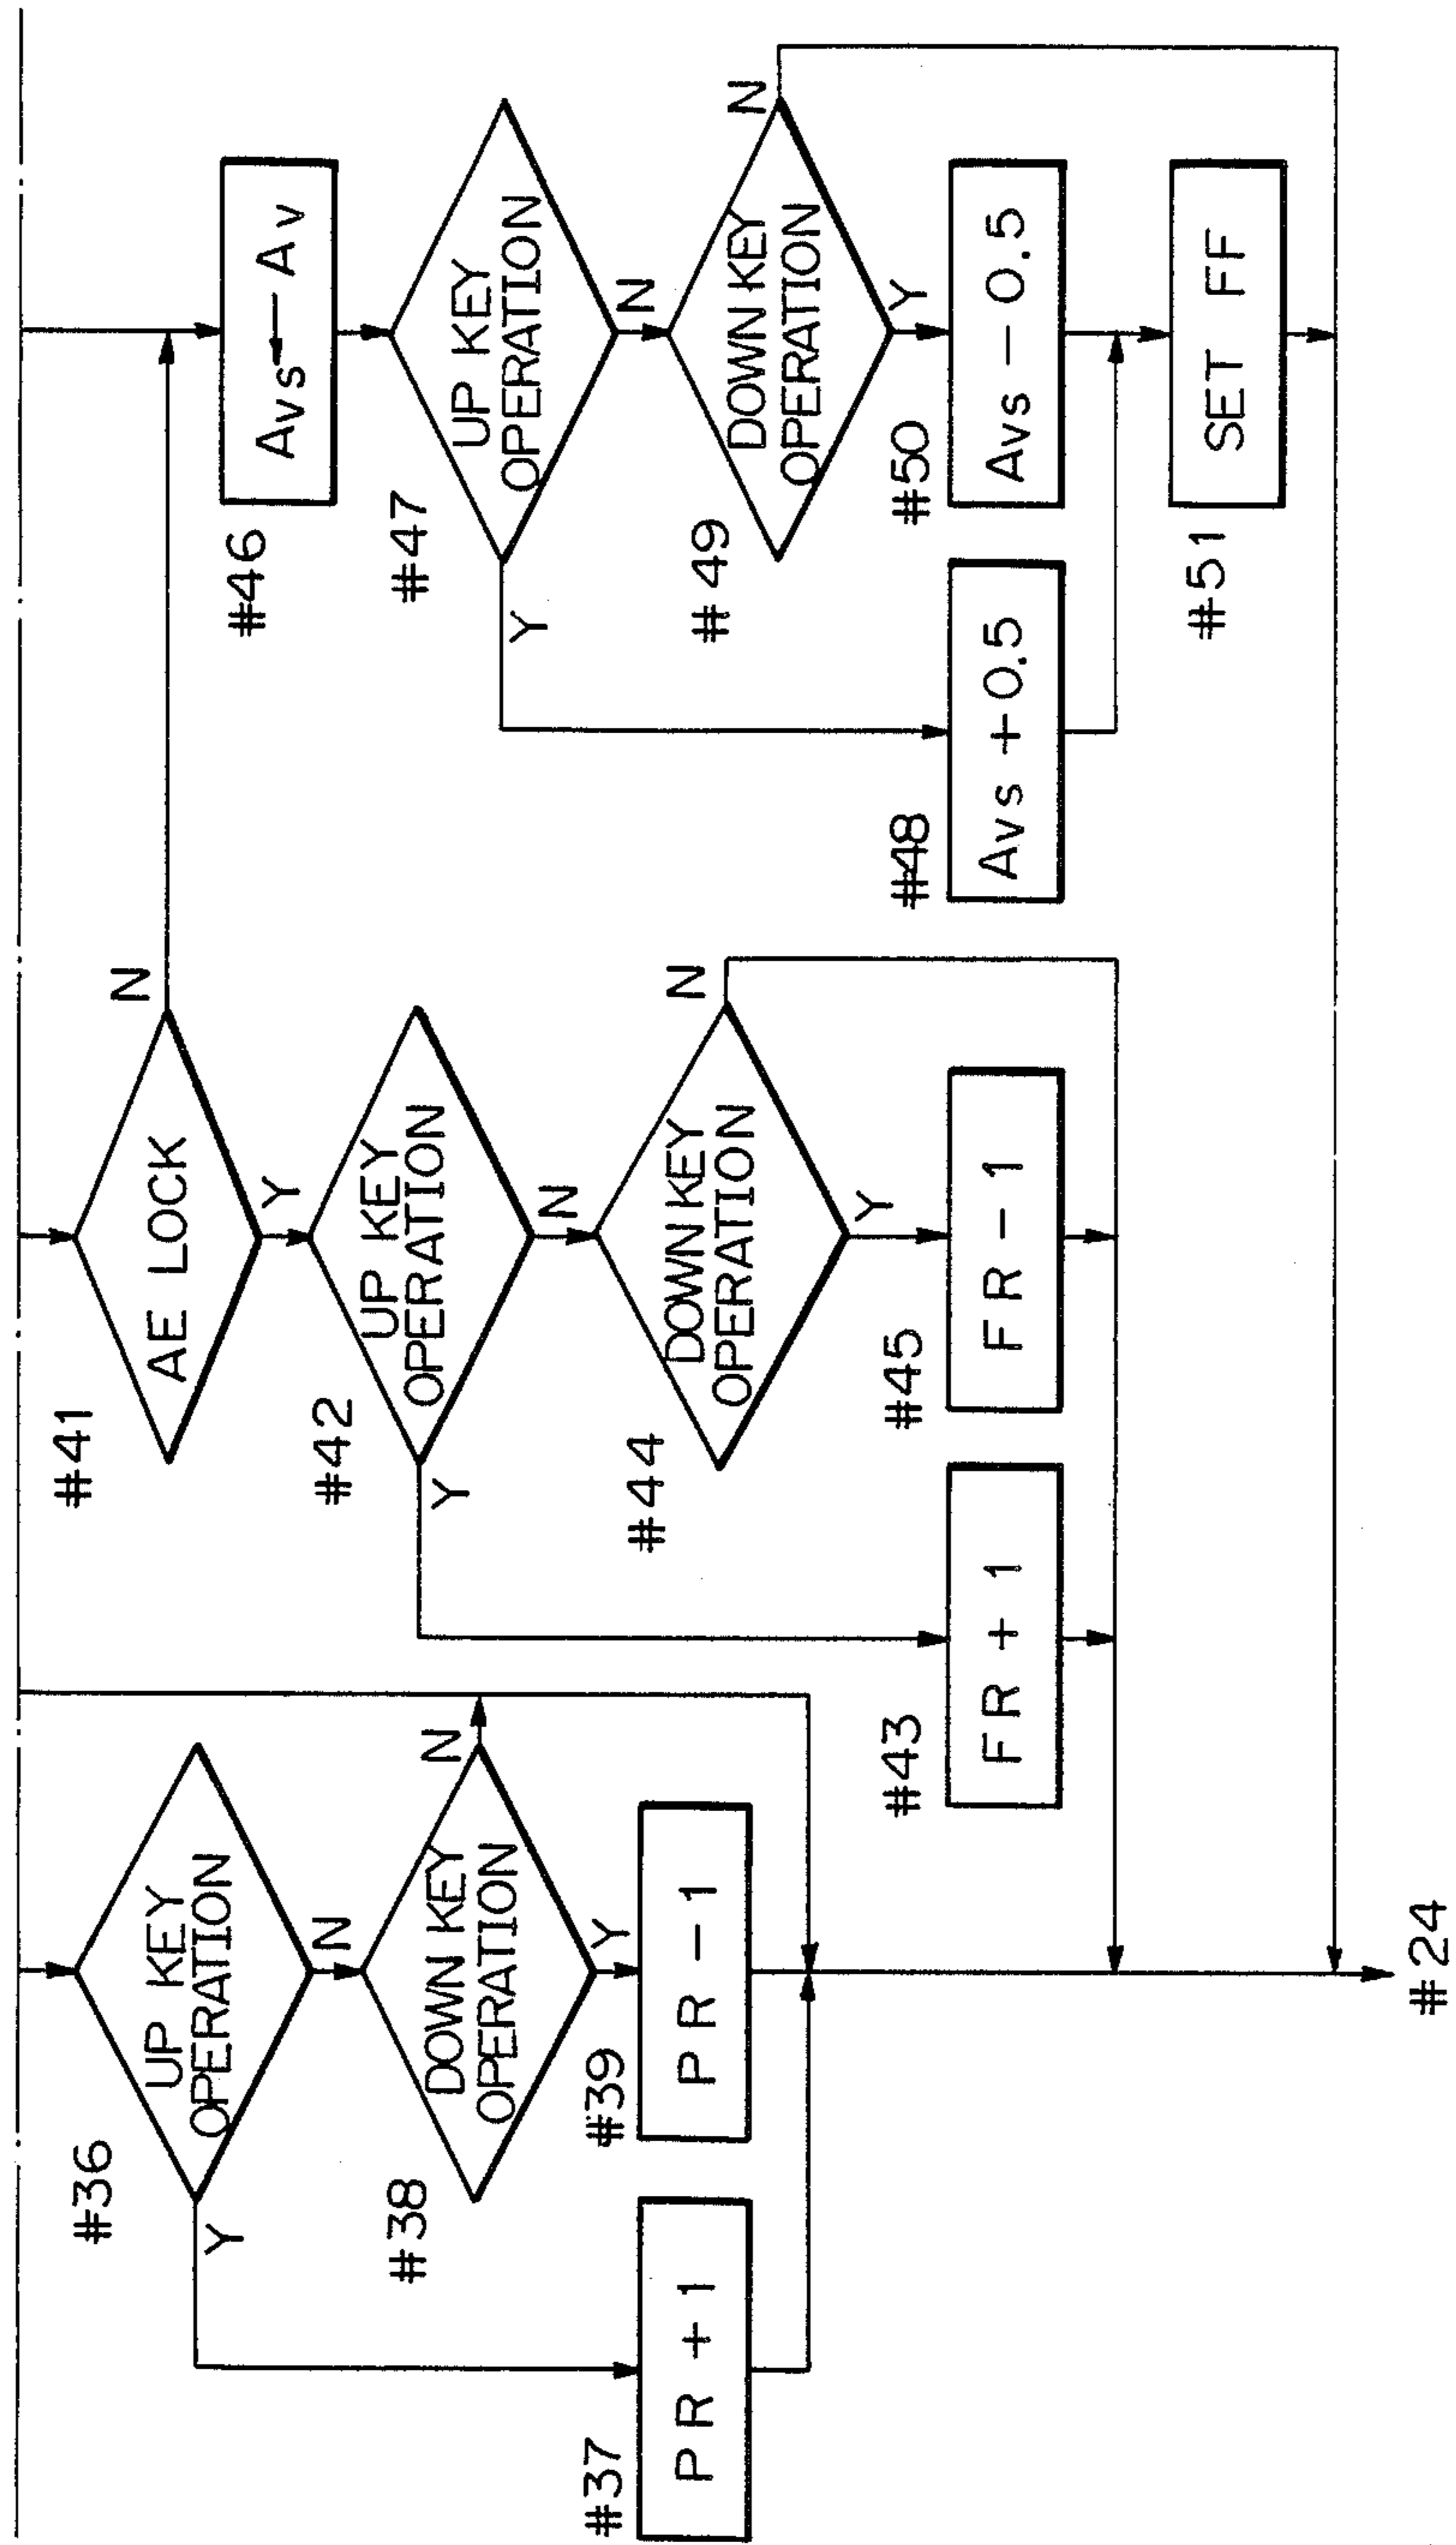 #36
UP KEY
OPERATION
Y
N
#38
DOWN KEY
OPERATION
N
Y
#37
PR + 1
#39
PR - 1
#41
AE LOCK
N
Y
#42
UP KEY
OPERATION
Y
N
#44
DOWN KEY
OPERATION
N
Y
#43
FR + 1
#45
FR - 1
#46
Avs ← Av
#47
UP KEY
OPERATION
Y
N
#49
DOWN KEY
OPERATION
N
Y
#48
Avs + 0.5
#50
Avs - 0.5
#51
SET FF
#24